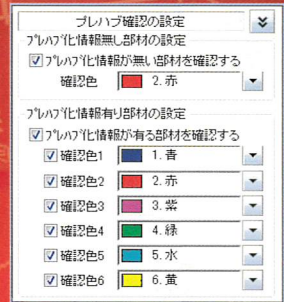 プレハブ確認の設定
プレハブ化情報無し部材の設定
プレハブ化情報が無い部材を確認する
確認色 2. 赤
プレハブ化情報有り部材の設定
プレハブ化情報が有る部材を確認する
確認色1 1. 青
確認色2 2. 赤
確認色3 3. 紫
確認色4 4. 緑
確認色5 5. 水
確認色6 6. 黄